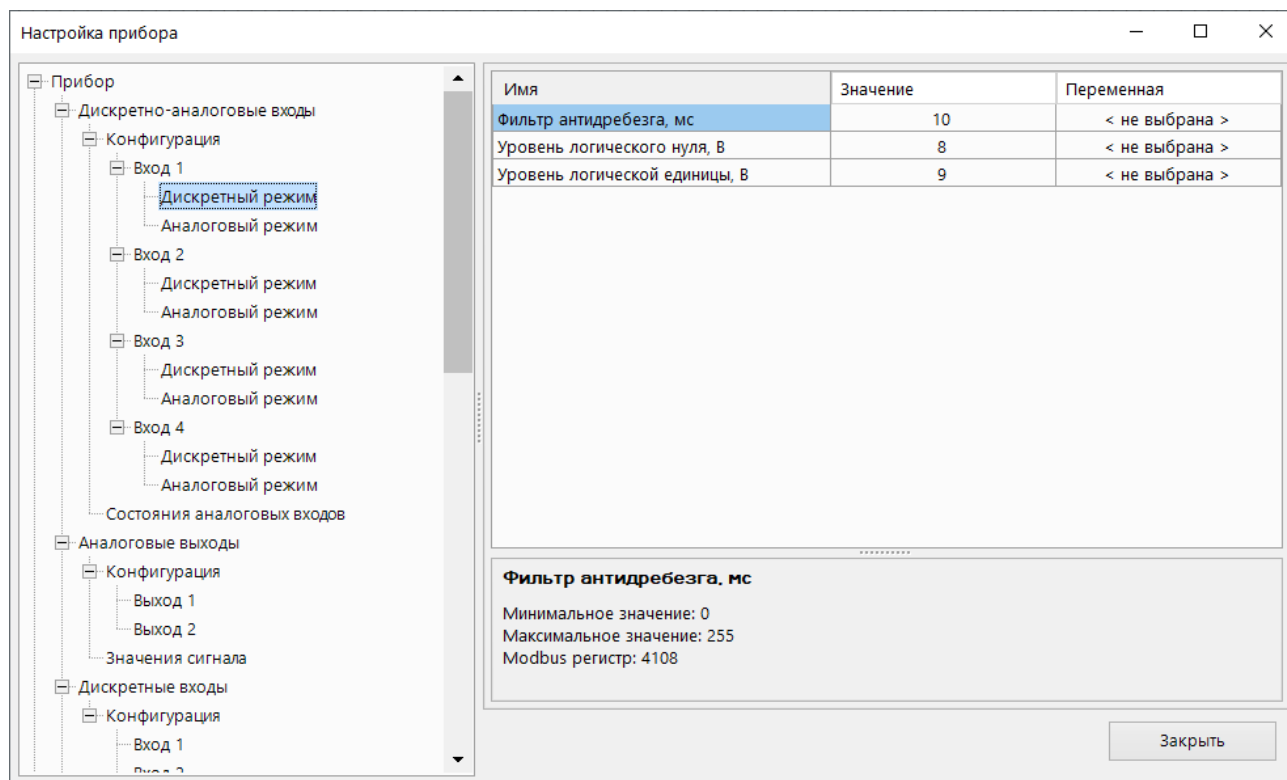 Настройка прибора
Прибор
Дискретно-аналоговые входы
Конфигурация
Вход 1
Дискретный режим
Аналоговый режим
Вход 2
Дискретный режим
Аналоговый режим
Вход 3
Дискретный режим
Аналоговый режим
Вход 4
Дискретный режим
Аналоговый режим
Состояния аналоговых входов
Аналоговые выходы
Конфигурация
Выход 1
Выход 2
Значения сигнала
Дискретные входы
Конфигурация
Вход 1
Вход 2
Имя Значение Переменная
Фильтр антидребезга, мс 10 < не выбрана >
Уровень логического нуля, В 8 < не выбрана >
Уровень логической единицы, В 9 < не выбрана >
Фильтр антидребезга, мс
Минимальное значение: 0
Максимальное значение: 255
Modbus регистр: 4108
Закрыть